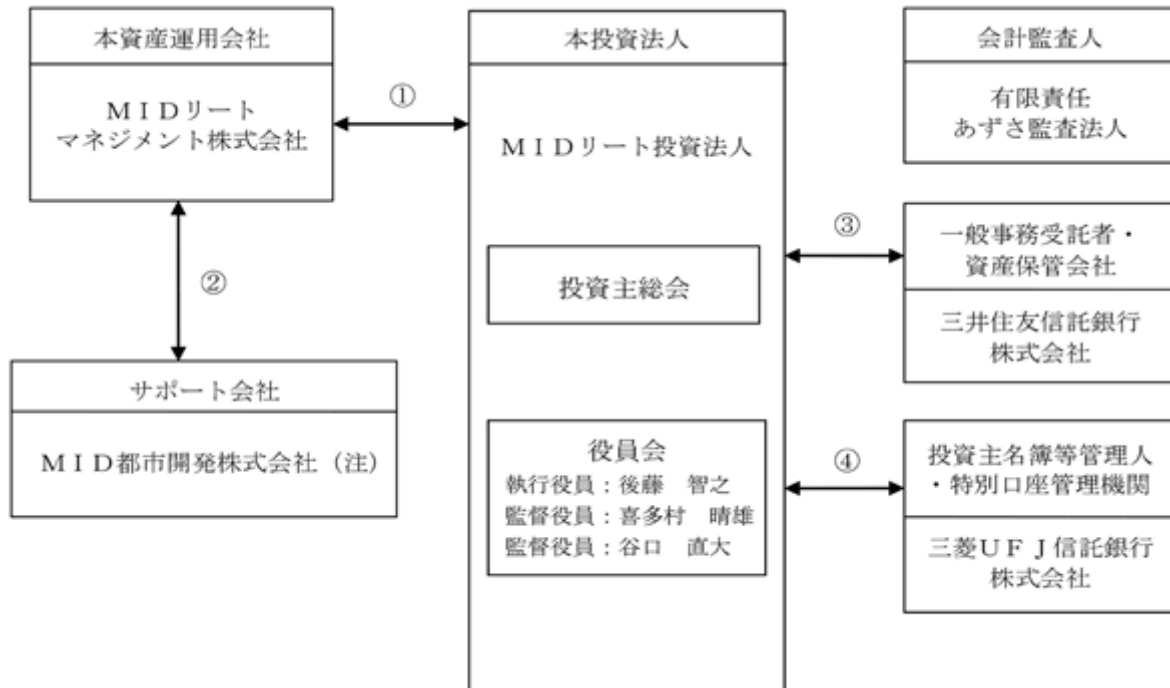 本資産運用会社
ＭＩＤリート
マネジメント株式会社
①
②
サポート会社
ＭＩＤ都市開発株式会社（注）
本投資法人
ＭＩＤリート投資法人
投資主総会
役員会
執行役員：後藤　智之
監督役員：喜多村　晴雄
監督役員：谷口　直大
会計監査人
有限責任
あずさ監査法人
③
一般事務受託者・
資産保管会社
三井住友信託銀行
株式会社
④
投資主名簿等管理人
・特別口座管理機関
三菱ＵＦＪ信託銀行
株式会社